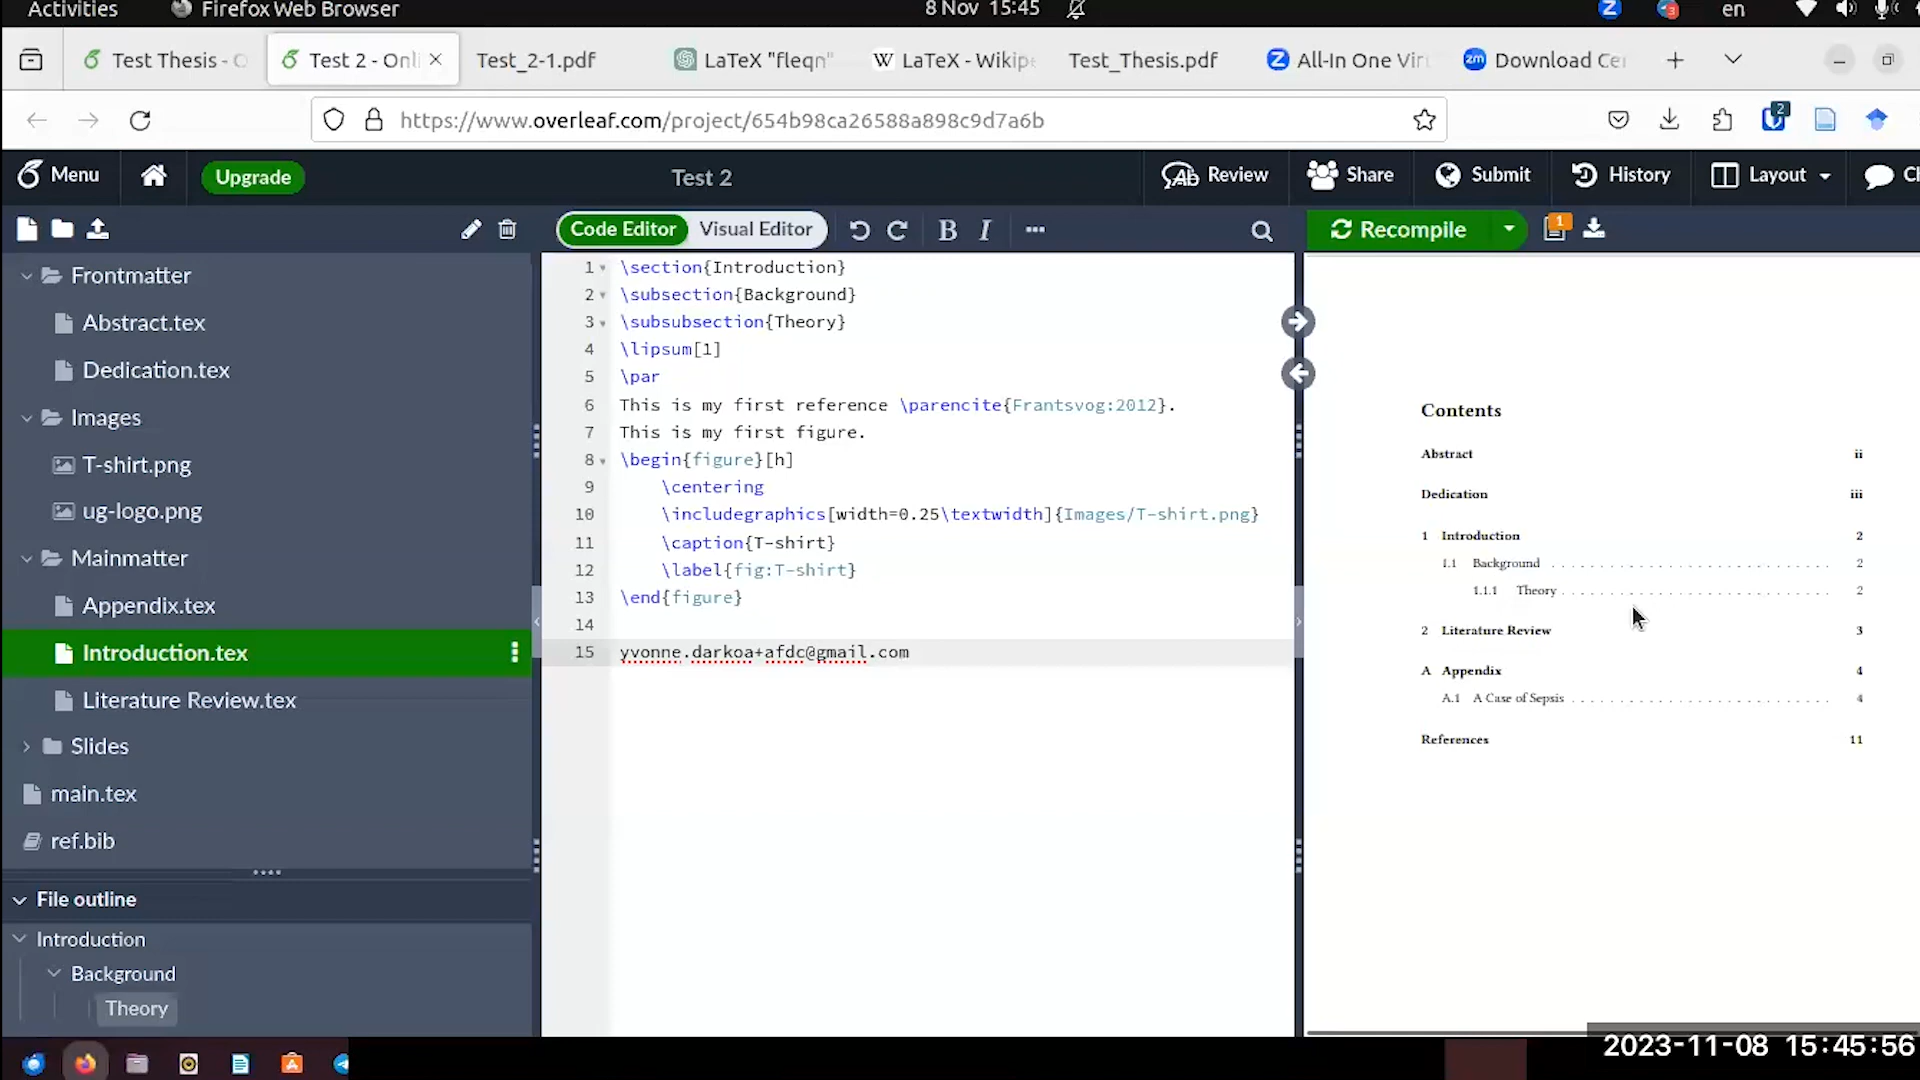 Activities Firefox Web Browser 8 Nov 15:45 en
Test Thesis - O Test 2 - Onli Test_2-1.pdf LaTeX "fleqn" LaTeX - Wikipe Test_Thesis.pdf All-In One Virt Download Cen
https://www.overleaf.com/project/654b98ca26588a898c9d7a6b 2
Menu Upgrade Test 2 Review Share Submit History Layout Ch
Code Editor Visual Editor B I Recompile 1
Frontmatter
Abstract.tex
Dedication.tex
Images
T-shirt.png
ug-logo.png
Mainmatter
Appendix.tex
Introduction.tex
Literature Review.tex
Slides
main.tex
ref.bib
File outline
Introduction
Background
Theory
1 \section{Introduction}
2 \subsection{Background}
3 \subsubsection{Theory}
4 \lipsum[1]
5 \par
6 This is my first reference \parencite{Frantsvog:2012}.
7 This is my first figure.
8 \begin{figure}[h]
9 \centering
10 \includegraphics[width=0.25\textwidth]{Images/T-shirt.png}
11 \caption{T-shirt}
12 \label{fig:T-shirt}
13 \end{figure}
14
15 yvonne.darkoa+afdc@gmail.com
Contents
Abstract ii
Dedication iii
1 Introduction 2
1.1 Background 2
1.1.1 Theory 2
2 Literature Review 3
A Appendix 4
A.1 A Case of Sepsis 4
References 11
2023-11-08 15:45:56